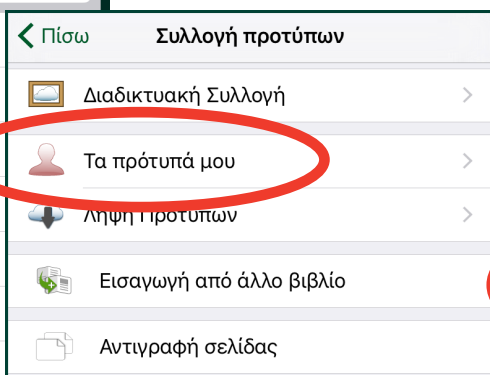 Πίσω Συλλογή προτύπων
Διαδικτυακή Συλλογή
Τα πρότυπά μου
Λήψη Προτύπων
Εισαγωγή από άλλο βιβλίο
Αντιγραφή σελίδας